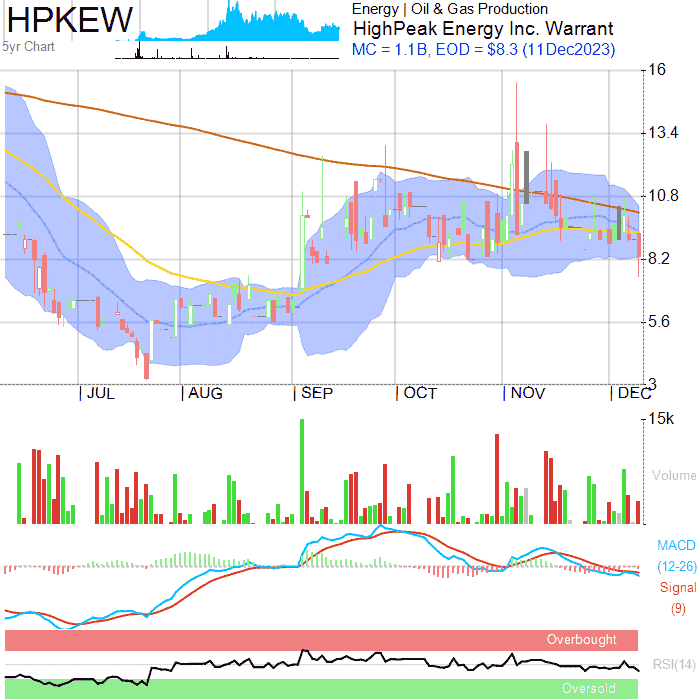 HPKEW
5yr Chart
Energy | Oil & Gas Production
HighPeak Energy Inc. Warrant
MC = 1.1B, EOD = $8.3 (11Dec2023)
16
13.4
10.8
8.2
5.6
3
| JUL | AUG | SEP | OCT | NOV | DEC
15k
Volume
MACD
(12-26)
Signal
(9)
Overbought
RSI(14)
Oversold